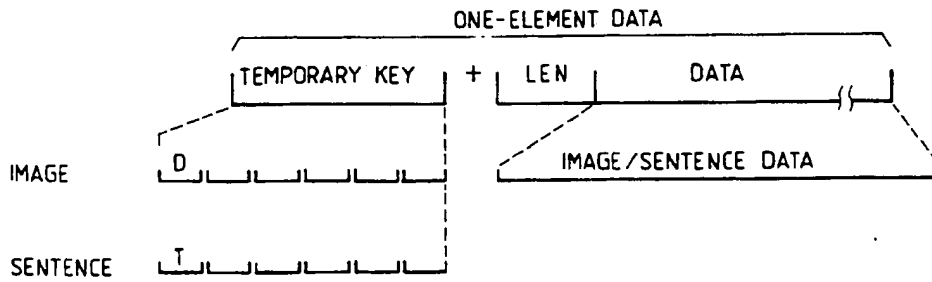 ONE-ELEMENT DATA
TEMPORARY KEY + LEN DATA
IMAGE D IMAGE/SENTENCE DATA
SENTENCE T